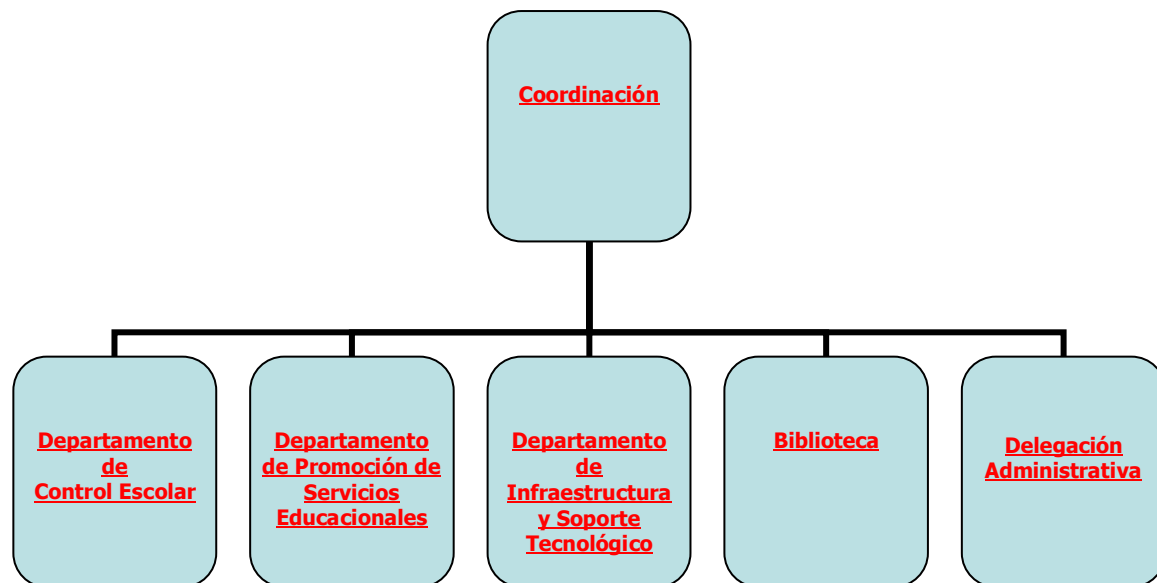 Coordinación
Departamento
de
Control Escolar
Departamento
de Promoción de
Servicios
Educacionales
Departamento
de
Infraestructura
y Soporte
Tecnológico
Biblioteca
Delegación
Administrativa